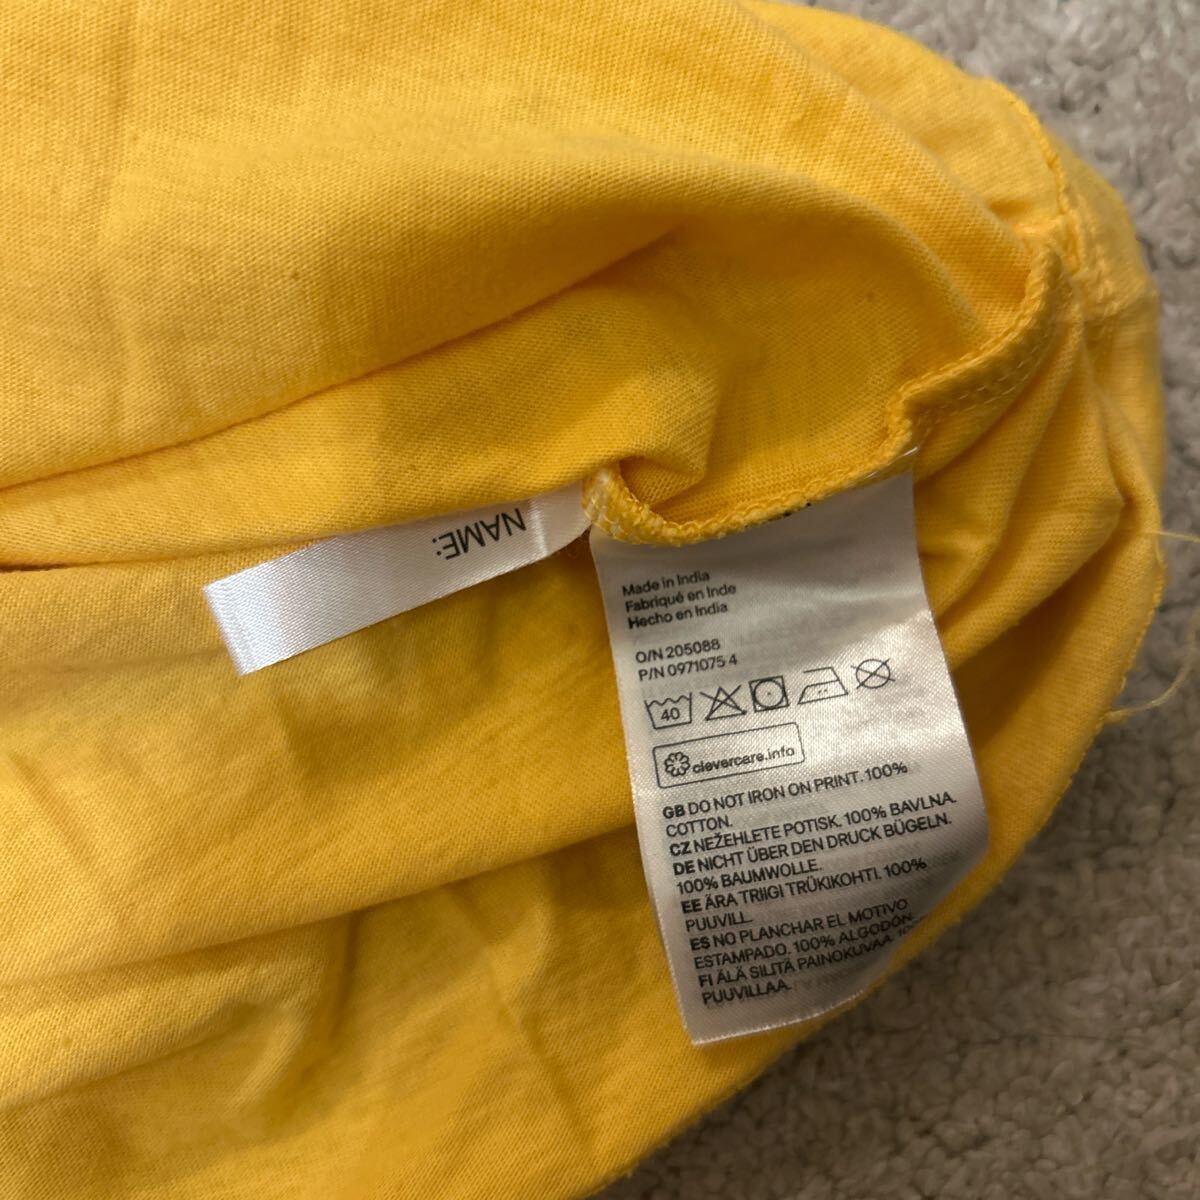 NAME:
Made in India
Fabriqué en Inde
Hecho en India
O/N 205088
P/N 0971075 4
40
clevercare.info
GB DO NOT IRON ON PRINT. 100%
COTTON.
CZ NEŽEHLETE POTISK. 100% BAVLNA.
DE NICHT ÜBER DEN DRUCK BÜGELN.
100% BAUMWOLLE.
EE ÄRA TRIIGI TRÜKIKOHTI. 100%
PUUVILL.
ES NO PLANCHAR EL MOTIVO
ESTAMPADO. 100% ALGODÓN.
FI ÄLÄ SILITÄ PAINOKUVAA.
PUUVILLAA.